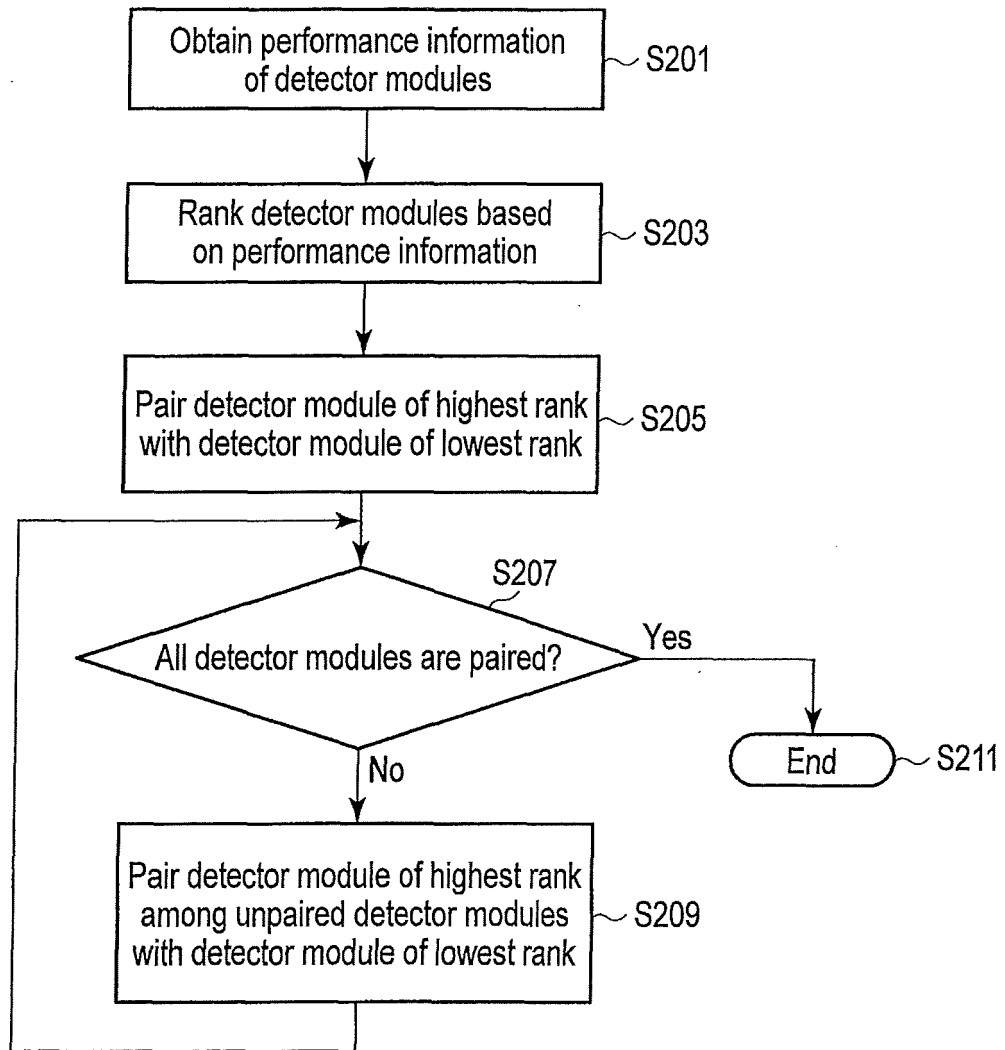 Obtain performance information
of detector modules
S201
Rank detector modules based
on performance information
S203
Pair detector module of highest rank
with detector module of lowest rank
S205
S207
All detector modules are paired?
Yes
No
End
S211
Pair detector module of highest rank
among unpaired detector modules
with detector module of lowest rank
S209